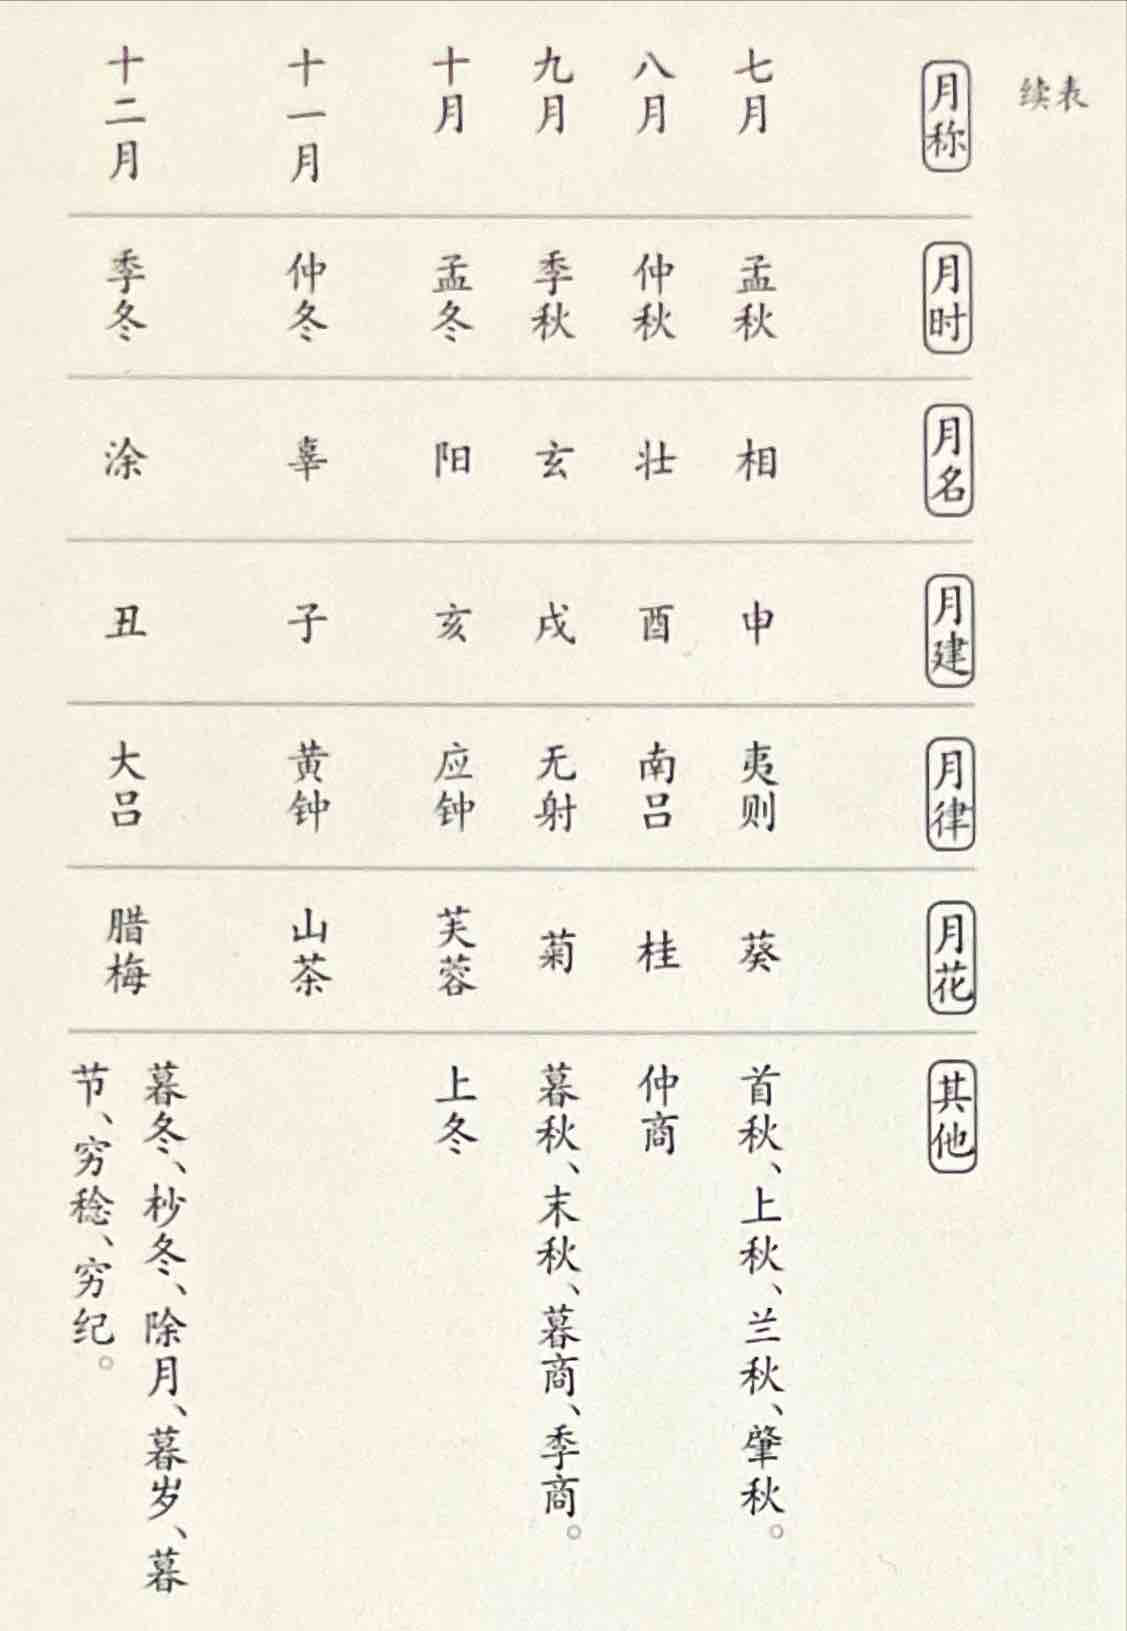 续表
月称
月时
月名
月建
月律
月花
其他
七月
孟秋
相
申
夷则
葵
首秋、上秋、兰秋、肇秋。
八月
仲秋
壮
酉
南吕
桂
仲商
九月
季秋
玄
戌
无射
菊
暮秋、末秋、暮商、季商。
十月
孟冬
阳
亥
应钟
芙蓉
上冬
十一月
仲冬
辜
子
黄钟
山茶
十二月
季冬
涂
丑
大吕
腊梅
暮冬、杪冬、除月、暮岁、暮
节、穷稔、穷纪。